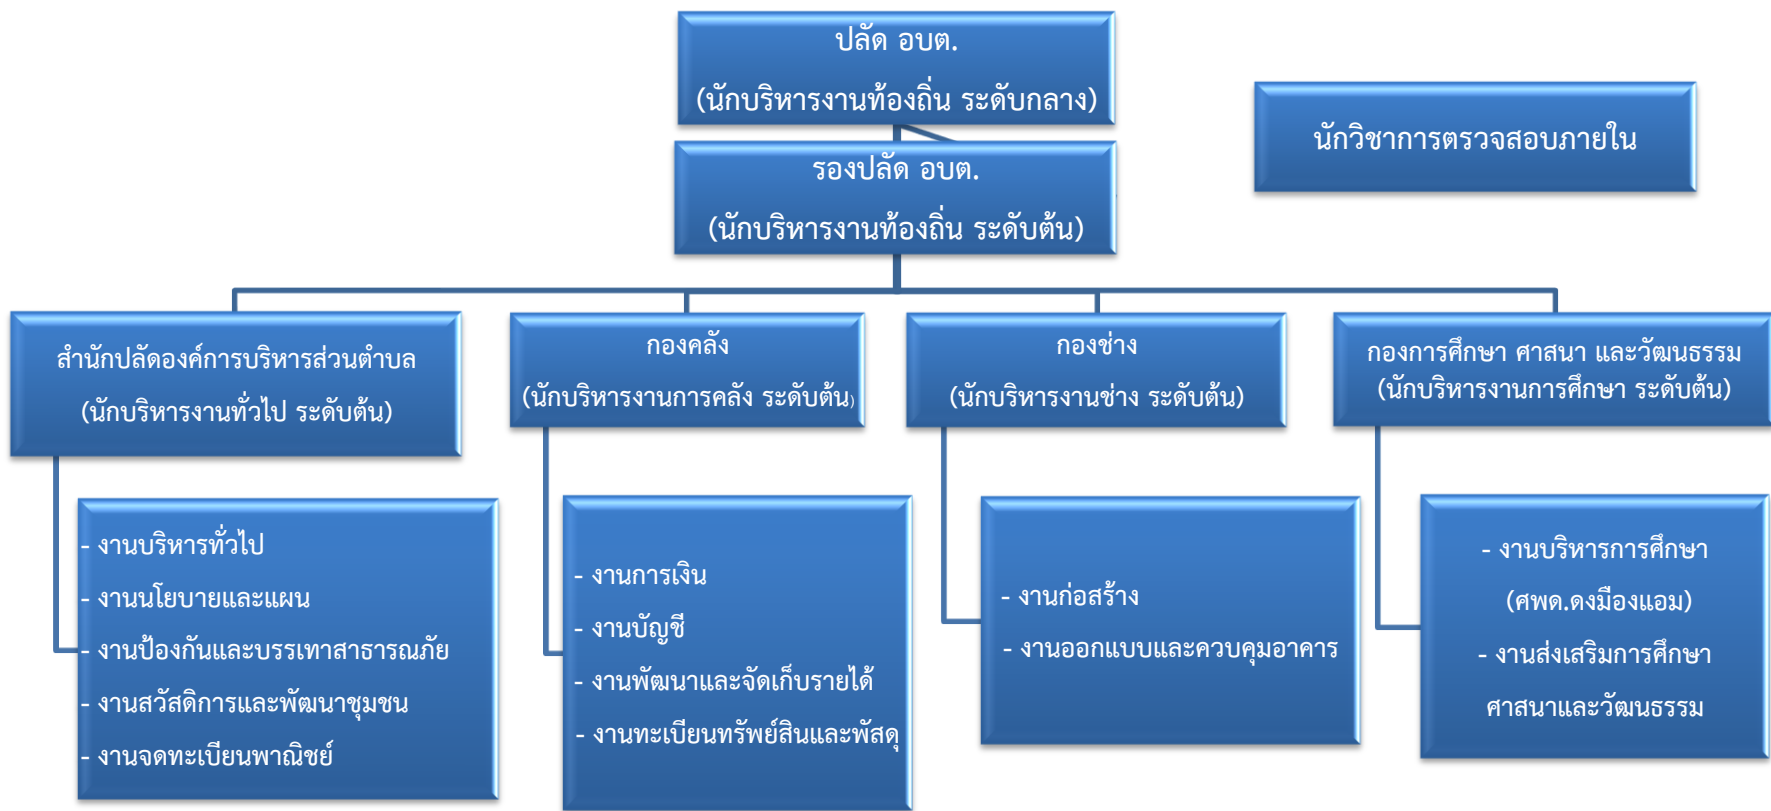 ปลัด อบต.
(นักบริหารงานท้องถิ่น ระดับกลาง)
นักวิชาการตรวจสอบภายใน
รองปลัด อบต.
(นักบริหารงานท้องถิ่น ระดับต้น)
สำนักปลัดองค์การบริหารส่วนตำบล
(นักบริหารงานทั่วไป ระดับต้น)
กองคลัง
(นักบริหารงานการคลัง ระดับต้น)
กองช่าง
(นักบริหารงานช่าง ระดับต้น)
กองการศึกษา ศาสนา และวัฒนธรรม
(นักบริหารงานการศึกษา ระดับต้น)
- งานบริหารทั่วไป
- งานนโยบายและแผน
- งานป้องกันและบรรเทาสาธารณภัย
- งานสวัสดิการและพัฒนาชุมชน
- งานจดทะเบียนพาณิชย์
- งานการเงิน
- งานบัญชี
- งานพัฒนาและจัดเก็บรายได้
- งานทะเบียนทรัพย์สินและพัสดุ
- งานก่อสร้าง
- งานออกแบบและควบคุมอาคาร
- งานบริหารการศึกษา
(ศพด.ดงมืองแอม)
- งานส่งเสริมการศึกษา
ศาสนาและวัฒนธรรม